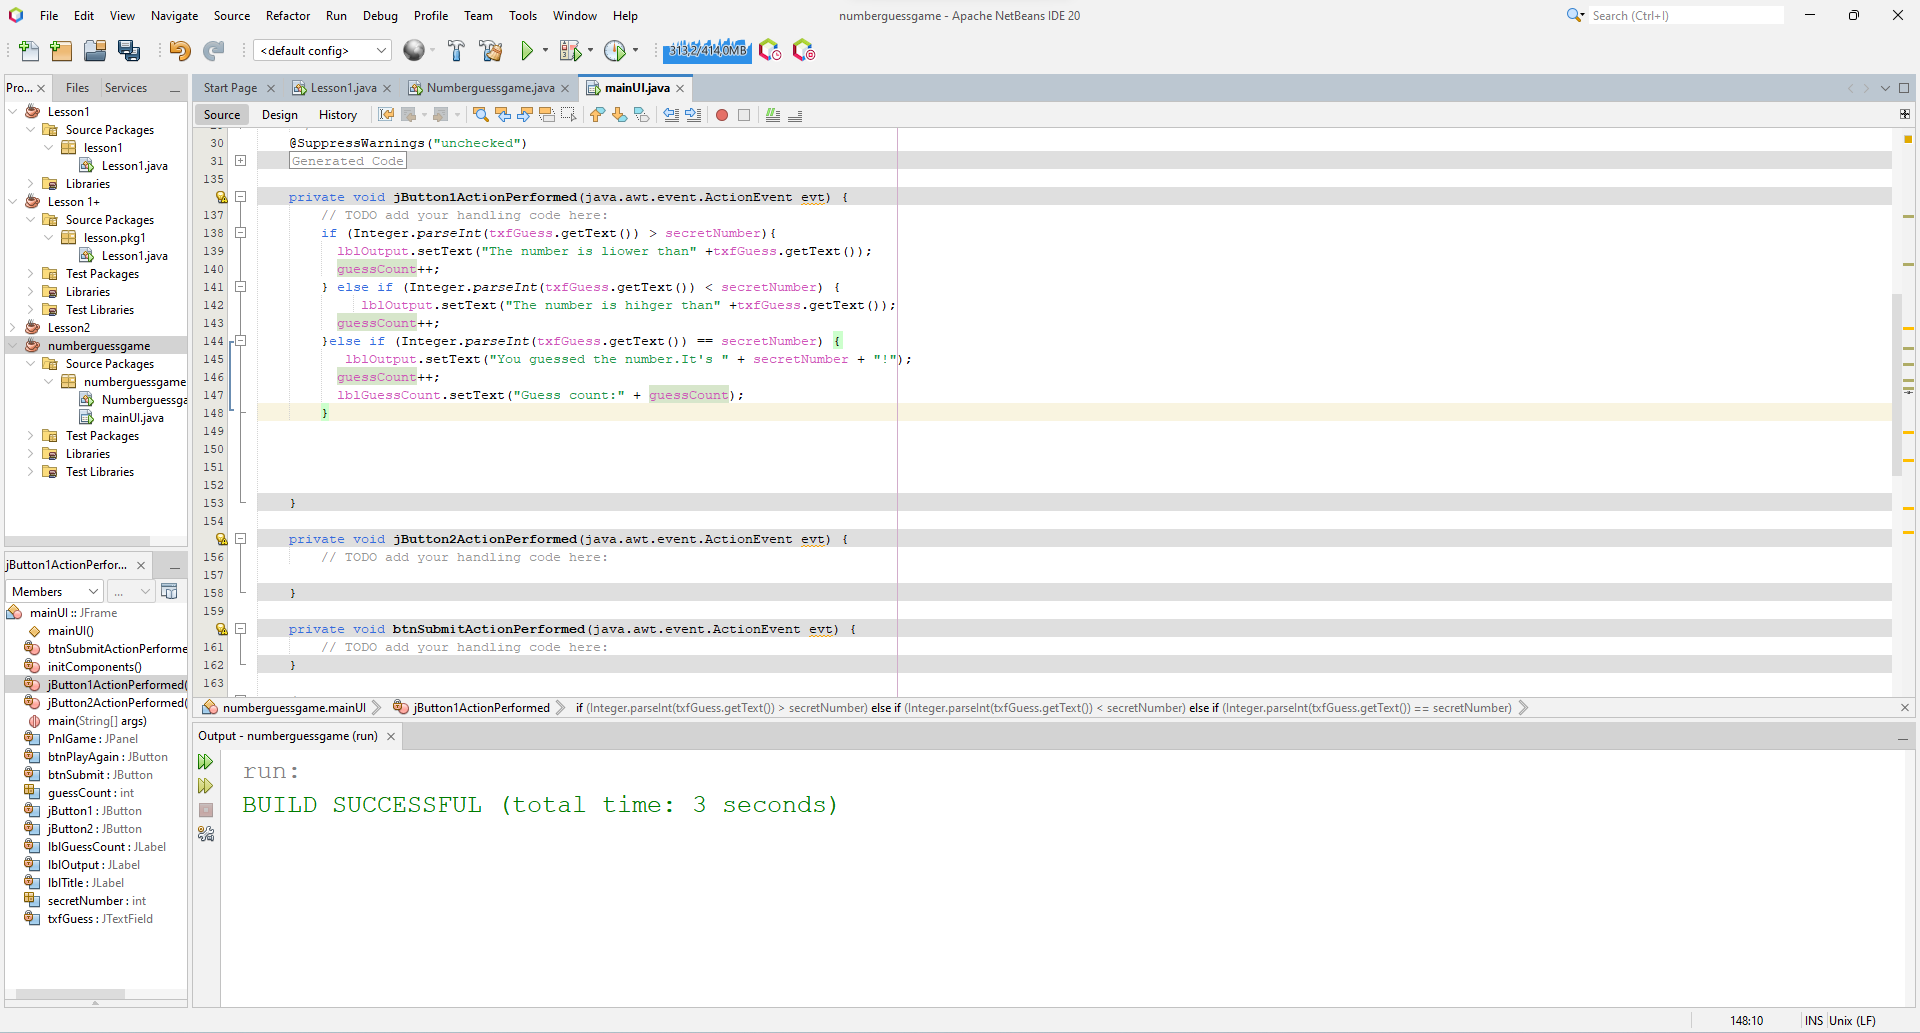 File Edit View Navigate Source Refactor Run Debug Profile Team Tools Window Help
numberguessgame - Apache NetBeans IDE 20
Search (Ctrl+I)
<default config>
313,2/414,0MB
Pro... Files Services
Start Page Lesson1.java Numberguessgame.java mainUI.java
Source Design History
Lesson1
Source Packages
lesson1
Lesson1.java
Libraries
Lesson 1+
Source Packages
lesson.pkg1
Lesson1.java
Test Packages
Libraries
Test Libraries
Lesson2
numberguessgame
Source Packages
numberguessgame
Numberguessga
mainUI.java
Test Packages
Libraries
Test Libraries
30 @SuppressWarnings("unchecked")
31 Generated Code
135
private void jButton1ActionPerformed(java.awt.event.ActionEvent evt) {
137 // TODO add your handling code here:
138 if (Integer.parseInt(txfGuess.getText()) > secretNumber){
139 lblOutput.setText("The number is liower than" +txfGuess.getText());
140 guessCount++;
141 } else if (Integer.parseInt(txfGuess.getText()) < secretNumber) {
142 lblOutput.setText("The number is hihger than" +txfGuess.getText());
143 guessCount++;
144 }else if (Integer.parseInt(txfGuess.getText()) == secretNumber) {
145 lblOutput.setText("You guessed the number.It's " + secretNumber + "!");
146 guessCount++;
147 lblGuessCount.setText("Guess count:" + guessCount);
148 }
149
150
151
152
153 }
154
private void jButton2ActionPerformed(java.awt.event.ActionEvent evt) {
156 // TODO add your handling code here:
157
158 }
159
private void btnSubmitActionPerformed(java.awt.event.ActionEvent evt) {
161 // TODO add your handling code here:
162 }
163
numberguessgame.mainUI jButton1ActionPerformed if (Integer.parseInt(txfGuess.getText()) > secretNumber) else if (Integer.parseInt(txfGuess.getText()) < secretNumber) else if (Integer.parseInt(txfGuess.getText()) == secretNumber)
jButton1ActionPerfor...
Members ...
mainUI :: JFrame
mainUI()
btnSubmitActionPerforme
initComponents()
jButton1ActionPerformed(
jButton2ActionPerformed(
main(String[] args)
PnlGame : JPanel
btnPlayAgain : JButton
btnSubmit : JButton
guessCount : int
jButton1 : JButton
jButton2 : JButton
lblGuessCount : JLabel
lblOutput : JLabel
lblTitle : JLabel
secretNumber : int
txfGuess : JTextField
Output - numberguessgame (run)
run:
BUILD SUCCESSFUL (total time: 3 seconds)
148:10 INS Unix (LF)